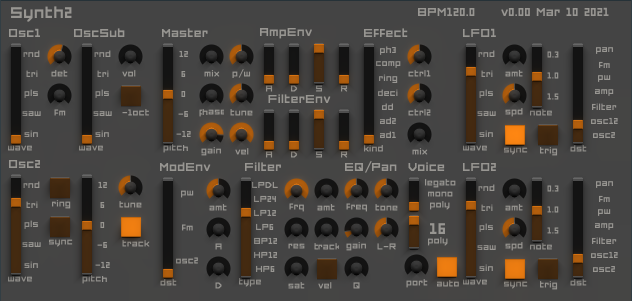 Synth2 BPM120.0 v0.00 Mar 10 2021
Osc1 OscSub Master AmpEnv Effect LFO1
rnd tri pls saw sin wave
det Fm
rnd tri pls saw sin wave
vol -1oct
12 6 0 -6 -12 pitch
mix p/w
phase tune
gain vel
A D S R
FilterEnv
A D S R
ph3 comp ring deci dd ad2 ad1 kind
ctrl1
ctrl2
mix
rnd tri pls saw sin wave
amt
spd
0.3 1.0 1.5 note
sync trig
pan Fm pw amp Filter osc12 osc2 dst
Osc2 ModEnv Filter EQ/Pan Voice LFO2
rnd tri pls saw sin wave
ring
sync
12 6 0 -6 -12 pitch
tune
track
pw Fm osc2 dst
amt
A
D
LPDL LP24 LP12 LP6 BP12 HP12 HP6 type
Frq amt
res track
sat vel
Freq tone
gain L-R
Q
legato mono poly
16
poly
port auto
rnd tri pls saw sin wave
amt
spd
0.3 1.0 1.5 note
sync trig
pan Fm pw amp Filter osc12 osc2 dst